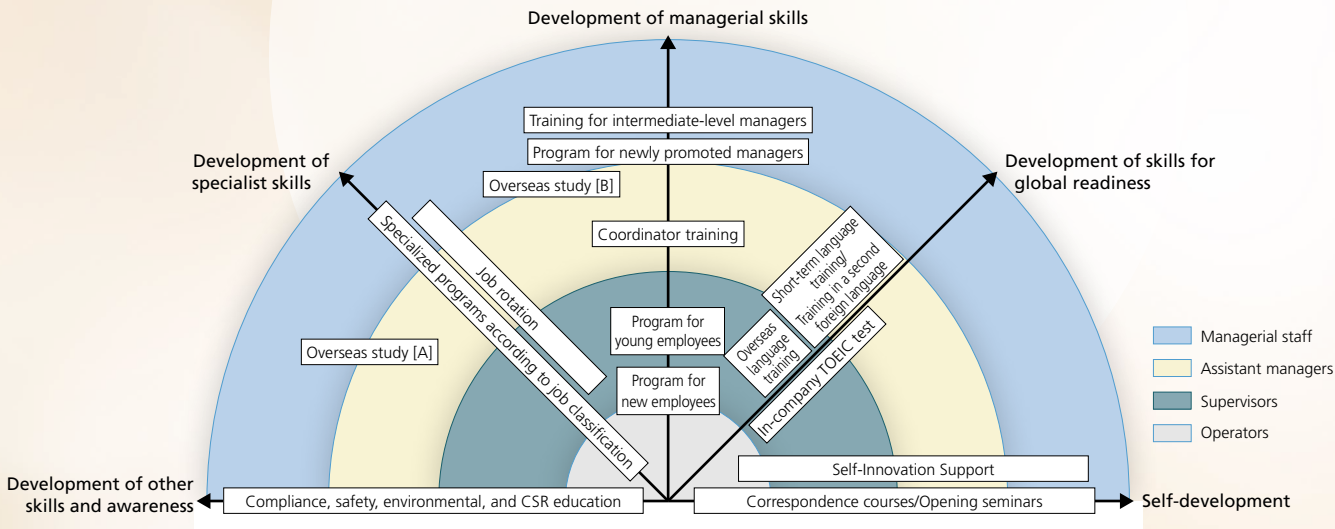 Development of managerial skills
Training for intermediate-level managers
Program for newly promoted managers
Development of
specialist skills
Overseas study [B]
Development of skills for
global readiness
Specialized programs according to job classification
Job rotation
Coordinator training
Short-term language
training/
Training in a second
foreign language
Program for
young employees
Overseas
language
training
In-company TOEIC test
Overseas study [A]
Program for
new employees
Managerial staff
Assistant managers
Supervisors
Operators
Self-Innovation Support
Development of other
skills and awareness
Compliance, safety, environmental, and CSR education
Correspondence courses/Opening seminars
Self-development